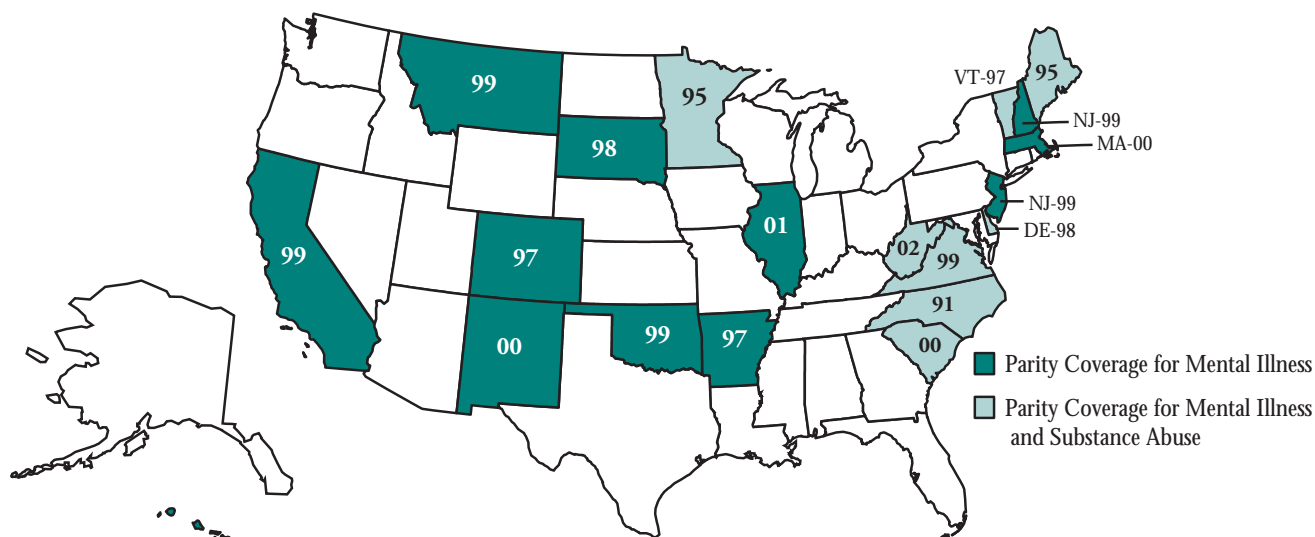 99
95
VT-97
95
98
NJ-99
MA-00
99
97
01
NJ-99
DE-98
02
99
91
00
99
97
00
Parity Coverage for Mental Illness
Parity Coverage for Mental Illness
and Substance Abuse